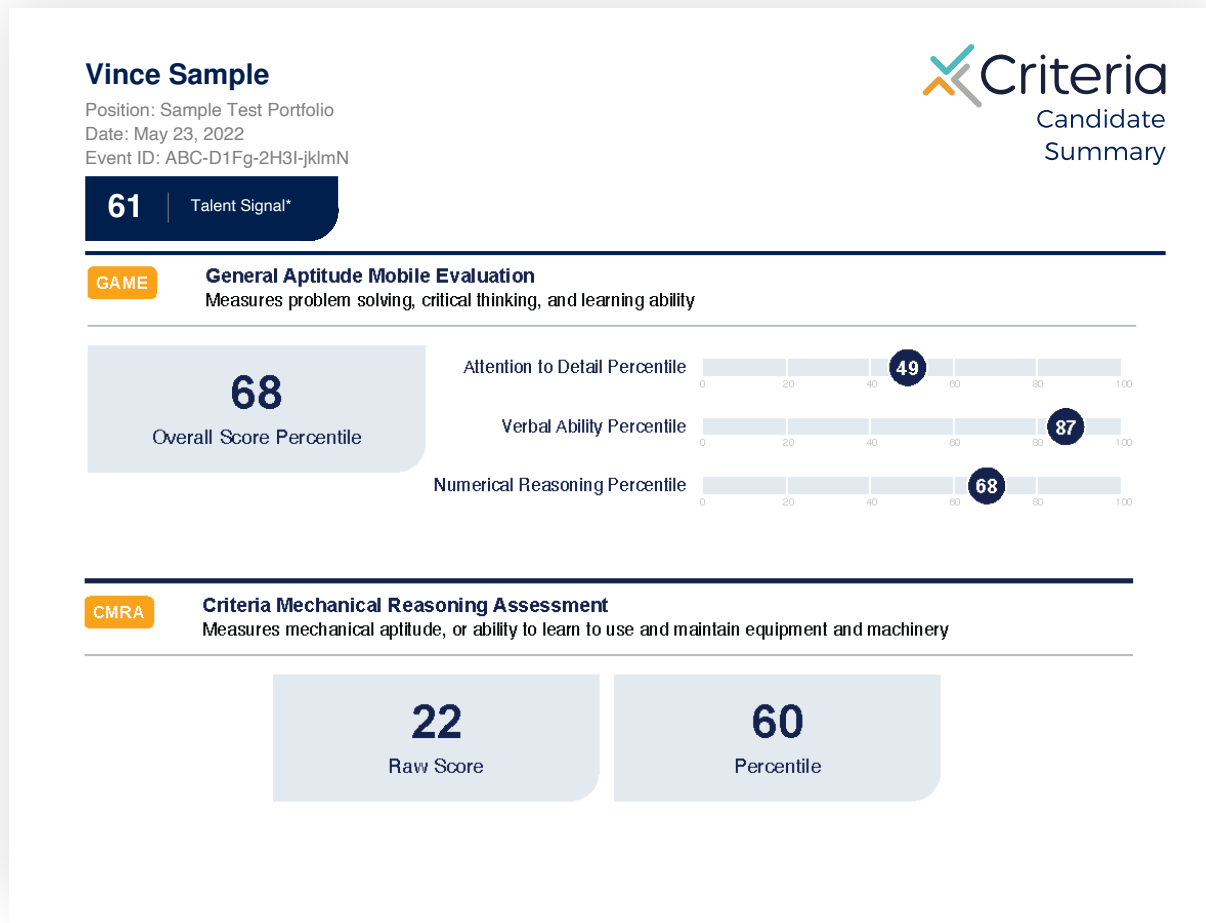 Vince Sample
Position: Sample Test Portfolio
Date: May 23, 2022
Event ID: ABC-D1Fg-2H3I-jklmN
Criteria
Candidate
Summary
61 Talent Signal*
GAME
General Aptitude Mobile Evaluation
Measures problem solving, critical thinking, and learning ability
68
Overall Score Percentile
Attention to Detail Percentile
49
0 20 40 60 80 100
Verbal Ability Percentile
87
0 20 40 60 80 100
Numerical Reasoning Percentile
68
0 20 40 60 80 100
CMRA
Criteria Mechanical Reasoning Assessment
Measures mechanical aptitude, or ability to learn to use and maintain equipment and machinery
22
Raw Score
60
Percentile